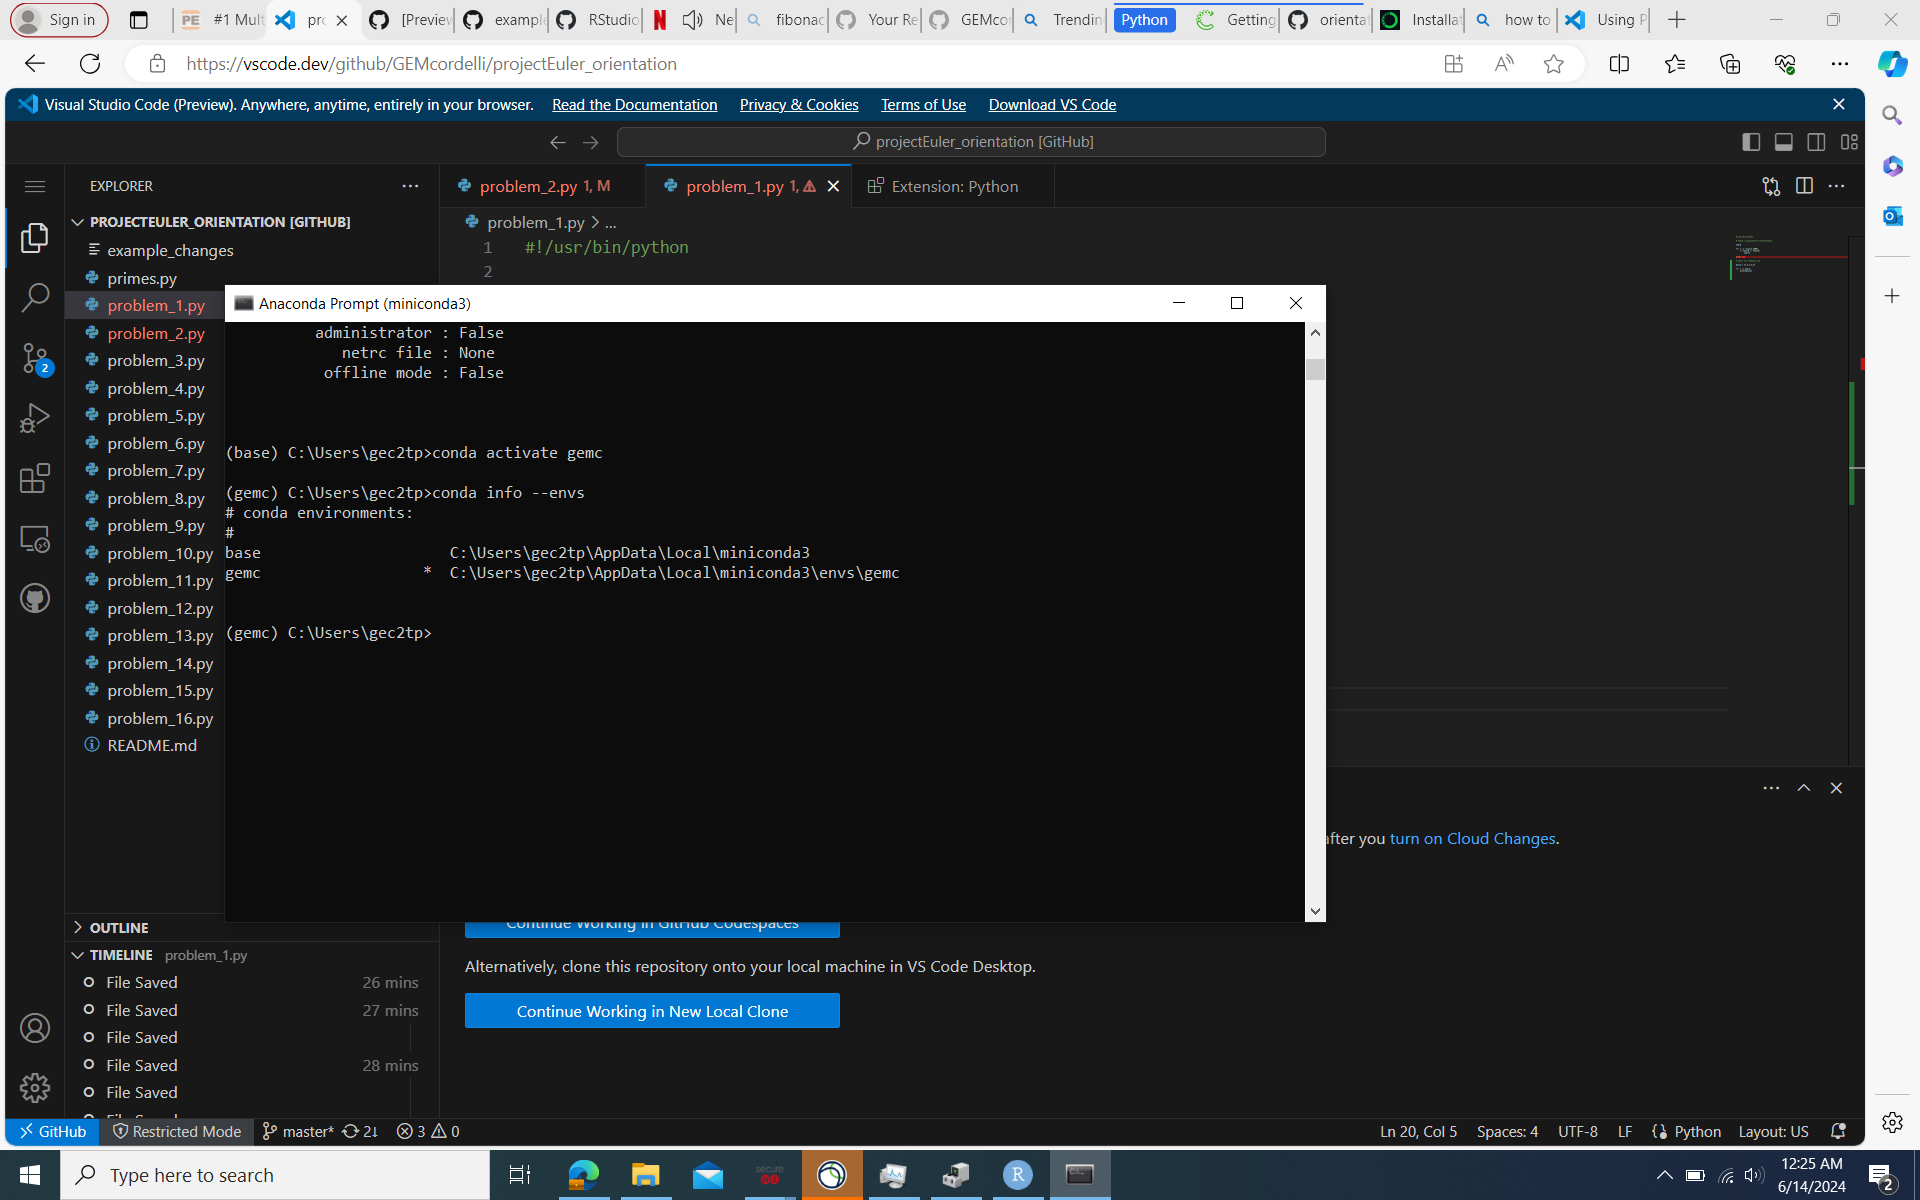 Sign in
#1 Mult
pro
[Preview
example
RStudio
Ne
fibonac
Your Re
GEMcor
Trendin
Python
Getting
orientat
Installat
how to
Using P
https://vscode.dev/github/GEMcordelli/projectEuler_orientation
Visual Studio Code (Preview). Anywhere, anytime, entirely in your browser. Read the Documentation Privacy & Cookies Terms of Use Download VS Code
projectEuler_orientation [GitHub]
EXPLORER
problem_2.py 1, M
problem_1.py 1,
Extension: Python
PROJECTEULER_ORIENTATION [GITHUB]
example_changes
primes.py
problem_1.py
problem_2.py
problem_3.py
problem_4.py
problem_5.py
problem_6.py
problem_7.py
problem_8.py
problem_9.py
problem_10.py
problem_11.py
problem_12.py
problem_13.py
problem_14.py
problem_15.py
problem_16.py
README.md
2
problem_1.py > ...
1 #!/usr/bin/python
2
Anaconda Prompt (miniconda3)
administrator : False
netrc file : None
offline mode : False
(base) C:\Users\gec2tp>conda activate gemc
(gemc) C:\Users\gec2tp>conda info --envs
# conda environments:
#
base C:\Users\gec2tp\AppData\Local\miniconda3
gemc * C:\Users\gec2tp\AppData\Local\miniconda3\envs\gemc
(gemc) C:\Users\gec2tp>
after you turn on Cloud Changes.
Continue Working in GitHub Codespaces
Alternatively, clone this repository onto your local machine in VS Code Desktop.
Continue Working in New Local Clone
OUTLINE
TIMELINE problem_1.py
File Saved 26 mins
File Saved 27 mins
File Saved
File Saved 28 mins
File Saved
File Saved
GitHub Restricted Mode master* 2↓ 3 0
Ln 20, Col 5 Spaces: 4 UTF-8 LF Python Layout: US
Type here to search
secure
R
12:25 AM
6/14/2024
2